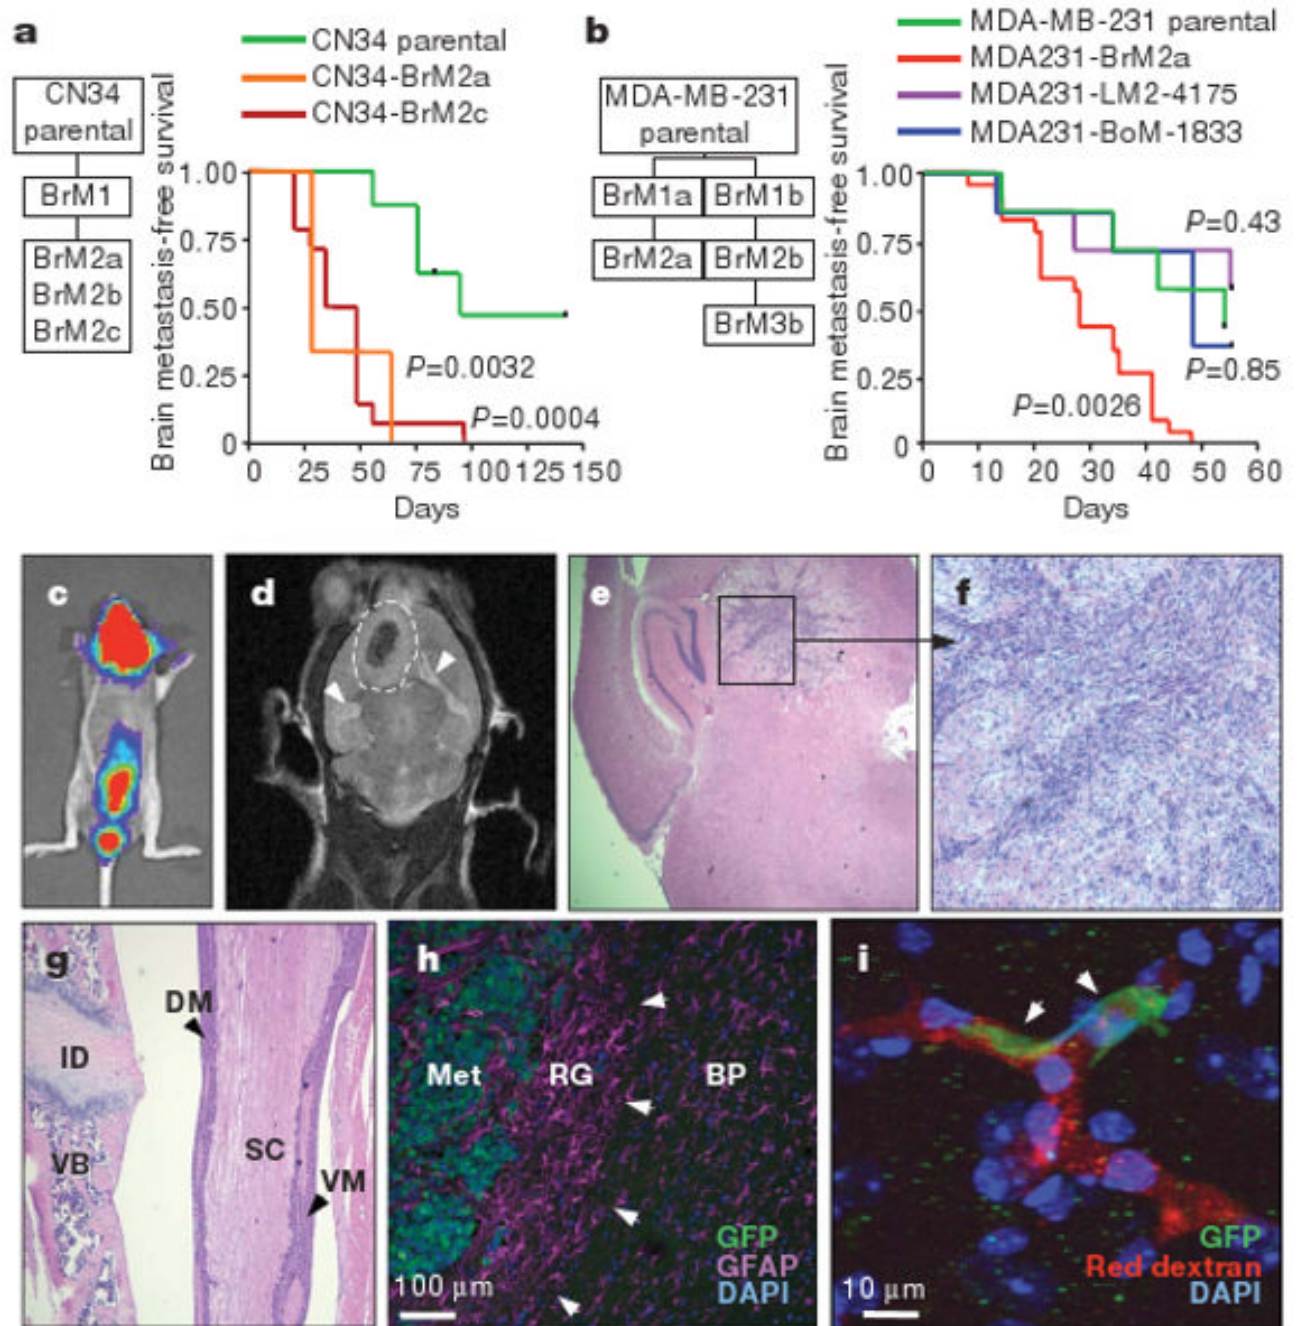 a
CN34 parental
CN34-BrM2a
CN34-BrM2c
CN34
parental
BrM1
BrM2a
BrM2b
BrM2c
Brain metastasis-free survival
1.00
0.75
0.50
0.25
0
P=0.0032
P=0.0004
0 25 50 75 100 125 150
Days
b
MDA-MB-231 parental
MDA231-BrM2a
MDA231-LM2-4175
MDA231-BoM-1833
MDA-MB-231
parental
BrM1a BrM1b
BrM2a BrM2b
BrM3b
Brain metastasis-free survival
1.00
0.75
0.50
0.25
0
P=0.43
P=0.85
P=0.0026
0 10 20 30 40 50 60
Days
c
d
e
f
g
DM
ID
SC
VB
VM
h
Met RG BP
GFP
GFAP
DAPI
100 μm
i
GFP
Red dextran
DAPI
10 μm